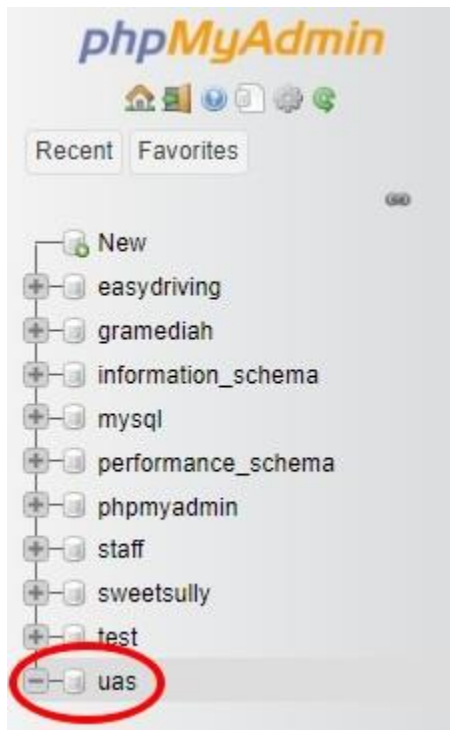 phpMyAdmin
Recent Favorites
New
easydriving
gramediah
information_schema
mysql
performance_schema
phpmyadmin
staff
sweetsully
test
uas